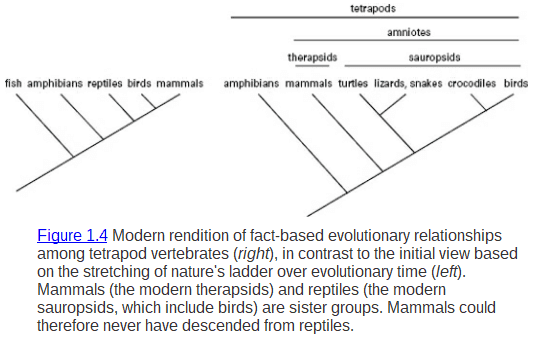 tetrapods
amniotes
therapsids sauropsids
fish amphibians reptiles birds mammals amphibians mammals turtles lizards, snakes crocodiles birds
Figure 1.4 Modern rendition of fact-based evolutionary relationships
among tetrapod vertebrates (right), in contrast to the initial view based
on the stretching of nature's ladder over evolutionary time (left).
Mammals (the modern therapsids) and reptiles (the modern
sauropsids, which include birds) are sister groups. Mammals could
therefore never have descended from reptiles.